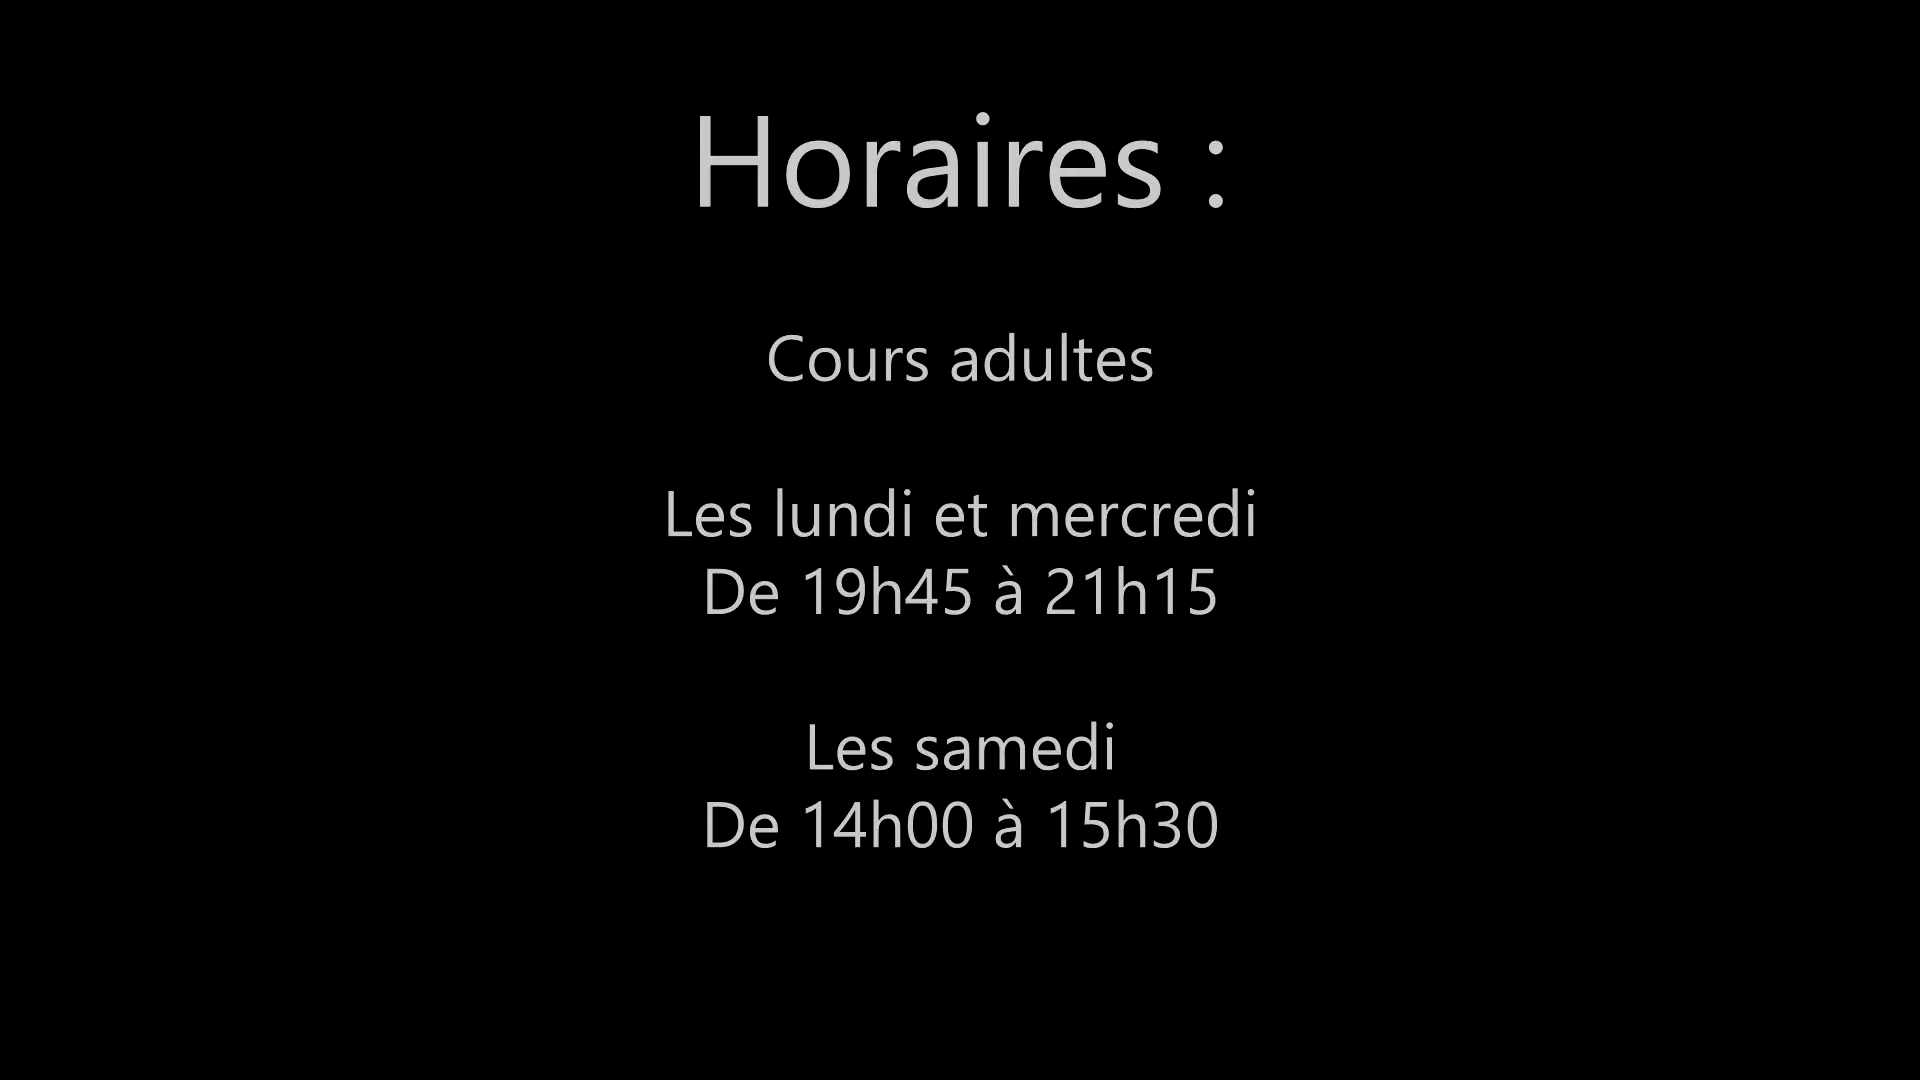 Horaires :
Cours adultes
Les lundi et mercredi
De 19h45 à 21h15
Les samedi
De 14h00 à 15h30